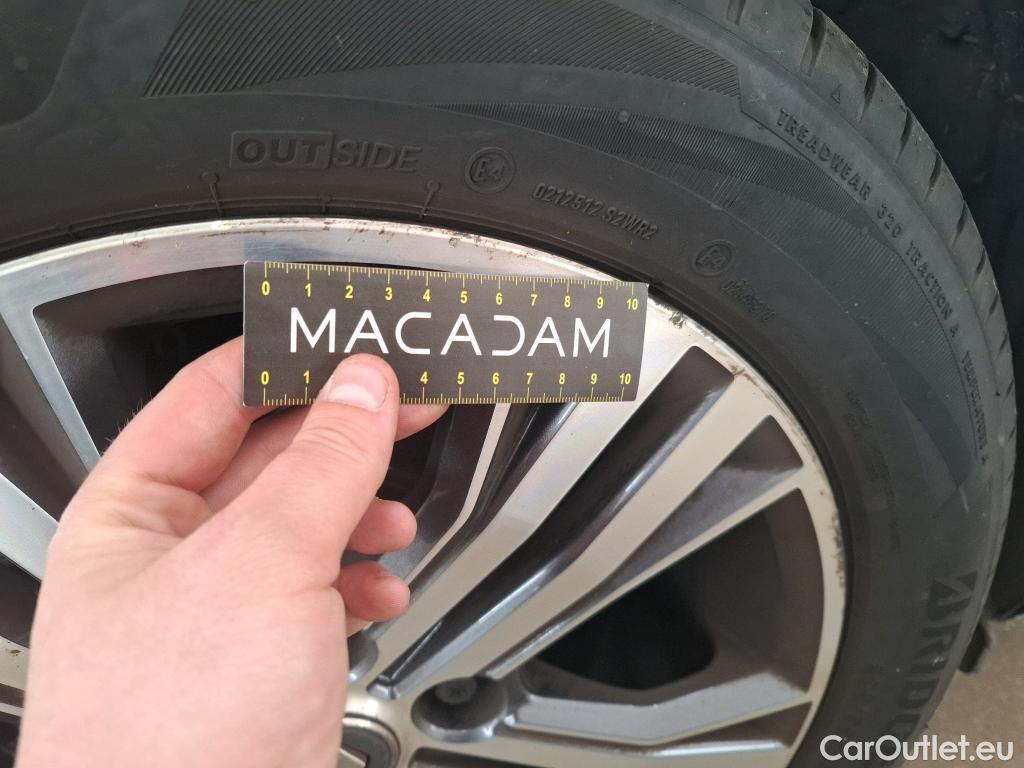 OUTSIDE
E4
0212512 S2WR2
E4
TREADWEAR 320 TRACTION A TEMPERATURE A
0 1 2 3 4 5 6 7 8 9 10
MACADAM
0 1 4 5 6 7 8 9 10
CarOutlet.eu